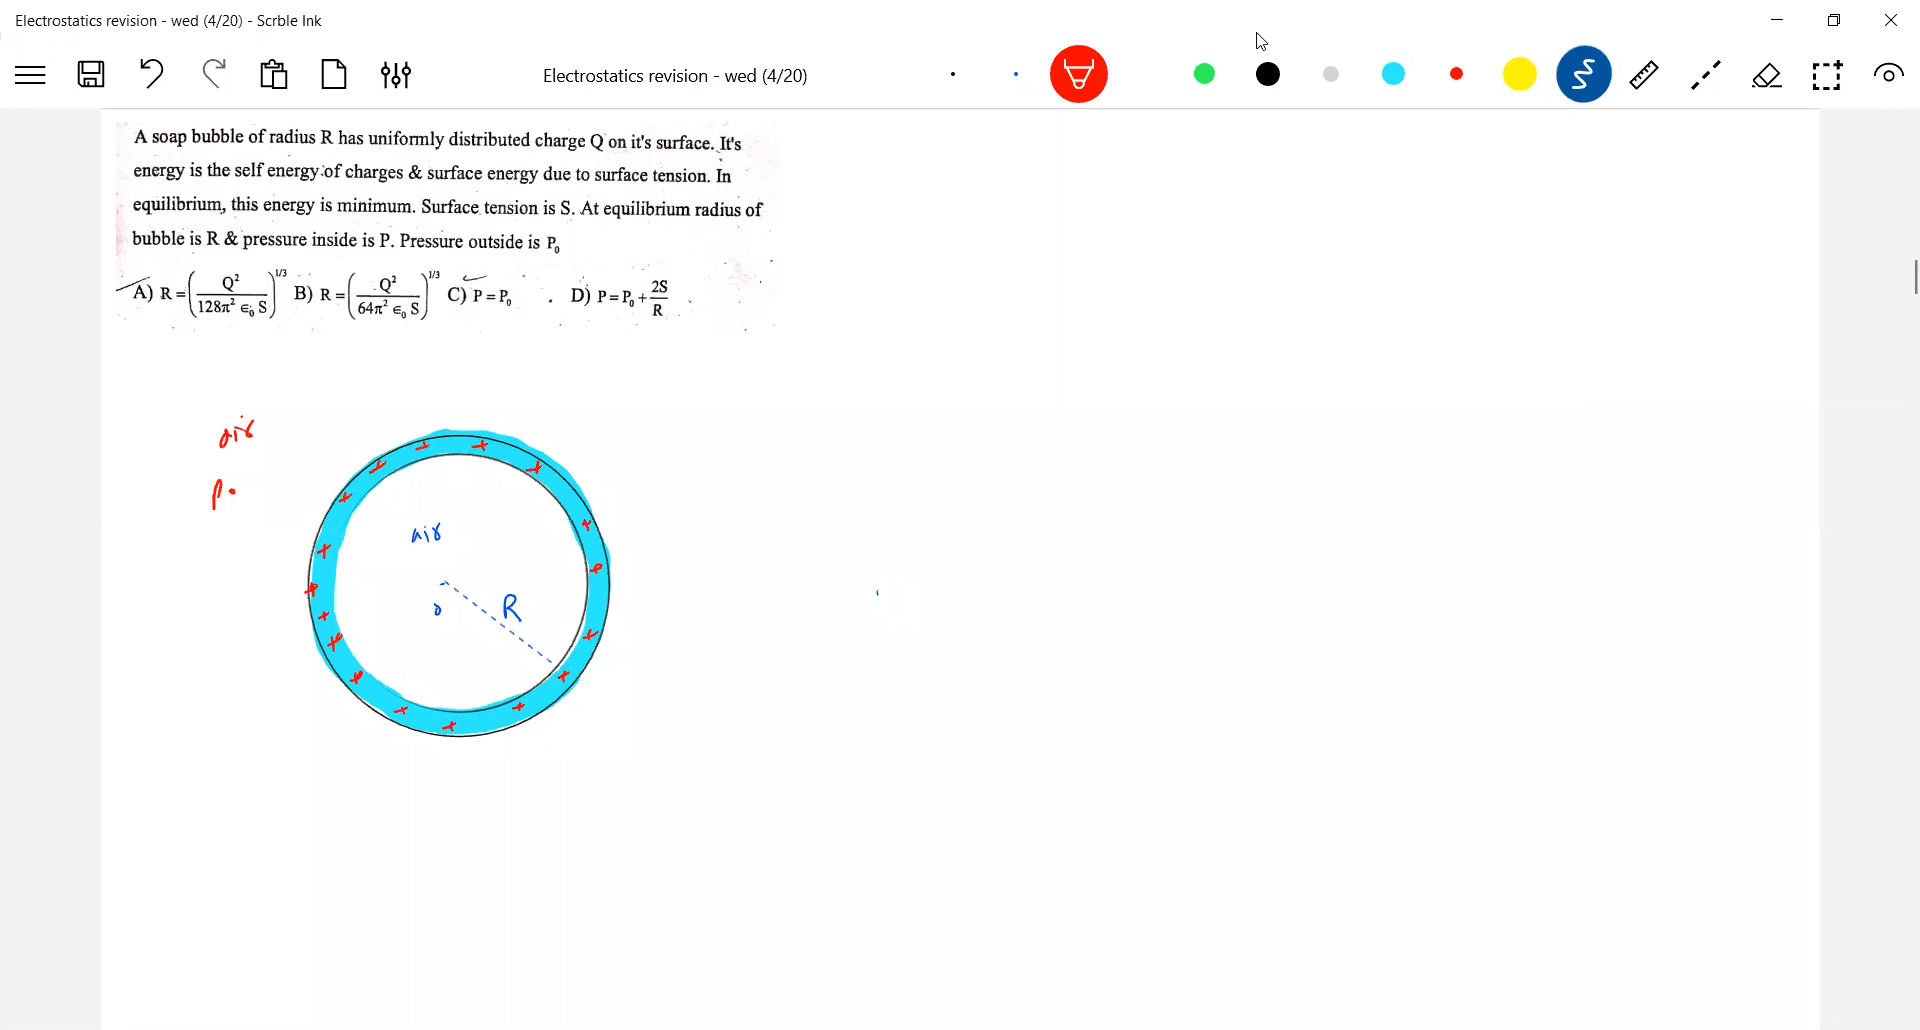 Electrostatics revision - wed (4/20) - Scrble Ink
Electrostatics revision - wed (4/20)
A soap bubble of radius R has uniformly distributed charge Q on it's surface. It's
energy is the self energy of charges & surface energy due to surface tension. In
equilibrium, this energy is minimum. Surface tension is S. At equilibrium radius of
bubble is R & pressure inside is P. Pressure outside is P₀
A) R = (Q² / 128π² ∈₀ S)^1/3 B) R = (Q² / 64π² ∈₀ S)^1/3 C) P = P₀ D) P = P₀ + 2S/R
air
P₀
air
O
R